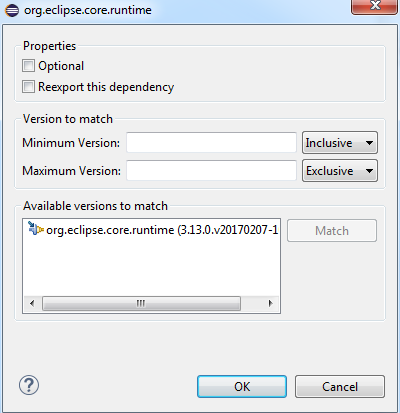 org.eclipse.core.runtime
Properties
Optional
Reexport this dependency
Version to match
Minimum Version:
Inclusive
Maximum Version:
Exclusive
Available versions to match
org.eclipse.core.runtime (3.13.0.v20170207-1
Match
?
OK
Cancel